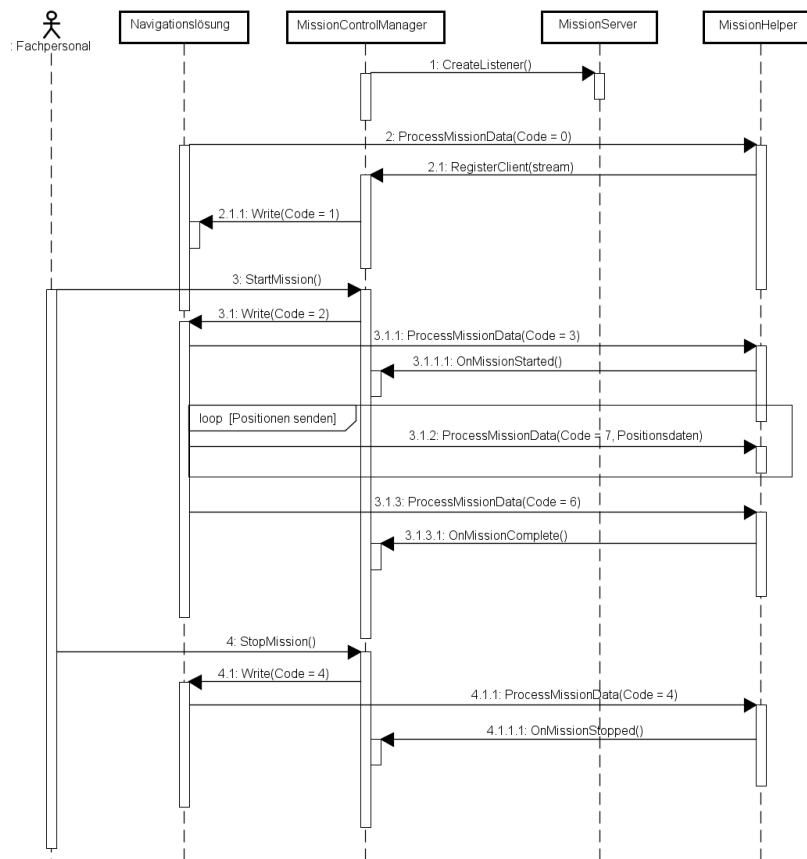 : Fachpersonal
Navigationslösung
MissionControlManager
MissionServer
MissionHelper
1: CreateListener()
2: ProcessMissionData(Code = 0)
2.1: RegisterClient(stream)
2.1.1: Write(Code = 1)
3: StartMission()
3.1: Write(Code = 2)
3.1.1: ProcessMissionData(Code = 3)
3.1.1.1: OnMissionStarted()
loop [Positionen senden]
3.1.2: ProcessMissionData(Code = 7, Positionsdaten)
3.1.3: ProcessMissionData(Code = 6)
3.1.3.1: OnMissionComplete()
4: StopMission()
4.1: Write(Code = 4)
4.1.1: ProcessMissionData(Code = 4)
4.1.1.1: OnMissionStopped()